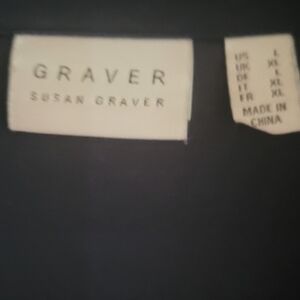 GRAVER
SUSAN GRAVER
US L
UK XL
DE L
IT XL
FR XL
MADE IN
CHINA